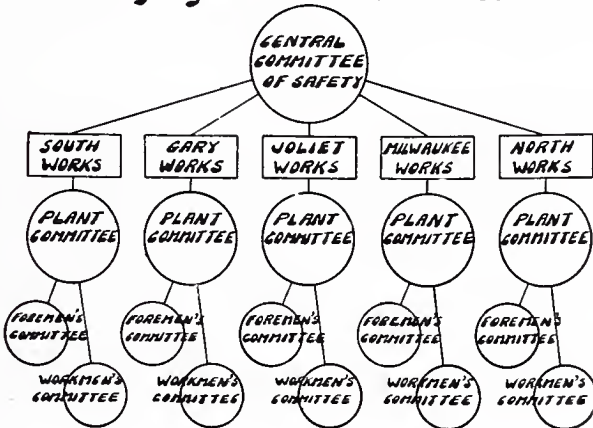 CENTRAL
COMMITTEE
OF SAFETY
SOUTH
WORKS
GARY
WORKS
JOLIET
WORKS
MILWAUKEE
WORKS
NORTH
WORKS
PLANT
COMMITTEE
PLANT
COMMITTEE
PLANT
COMMITTEE
PLANT
COMMITTEE
PLANT
COMMITTEE
FOREMEN'S
COMMITTEE
FOREMEN'S
COMMITTEE
FOREMEN'S
COMMITTEE
FOREMEN'S
COMMITTEE
FOREMEN'S
COMMITTEE
WORKMEN'S
COMMITTEE
WORKMEN'S
COMMITTEE
WORKMEN'S
COMMITTEE
WORKMEN'S
COMMITTEE
WORKMEN'S
COMMITTEE